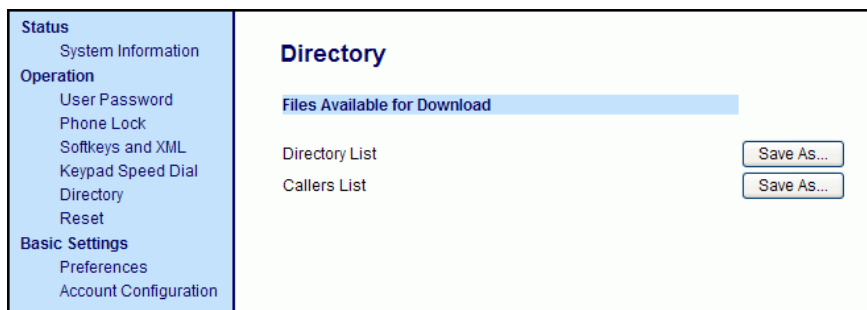 Status
System Information
Operation
User Password
Phone Lock
Softkeys and XML
Keypad Speed Dial
Directory
Reset
Basic Settings
Preferences
Account Configuration
Directory
Files Available for Download
Directory List
Save As...
Callers List
Save As...